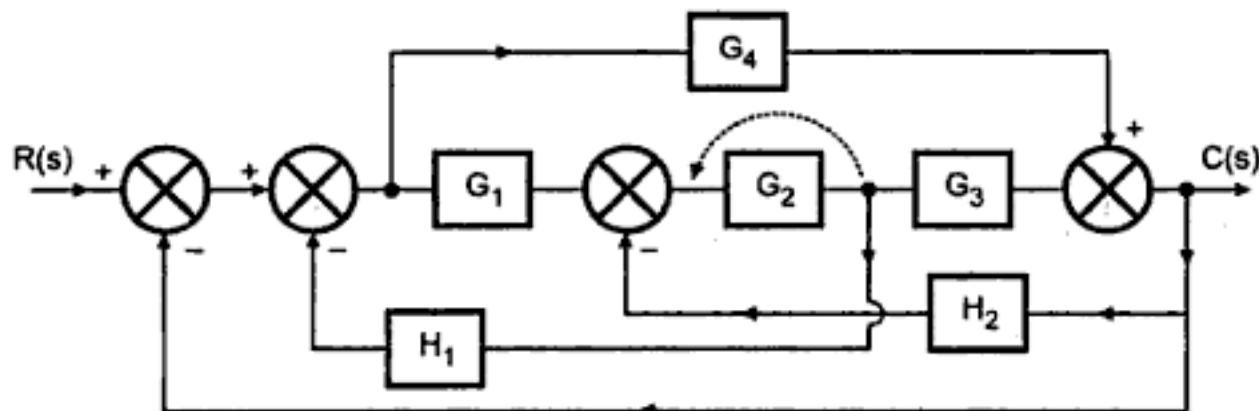 G4
R(s) + + G1 G2 G3 + C(s)
− − −
H2
H1